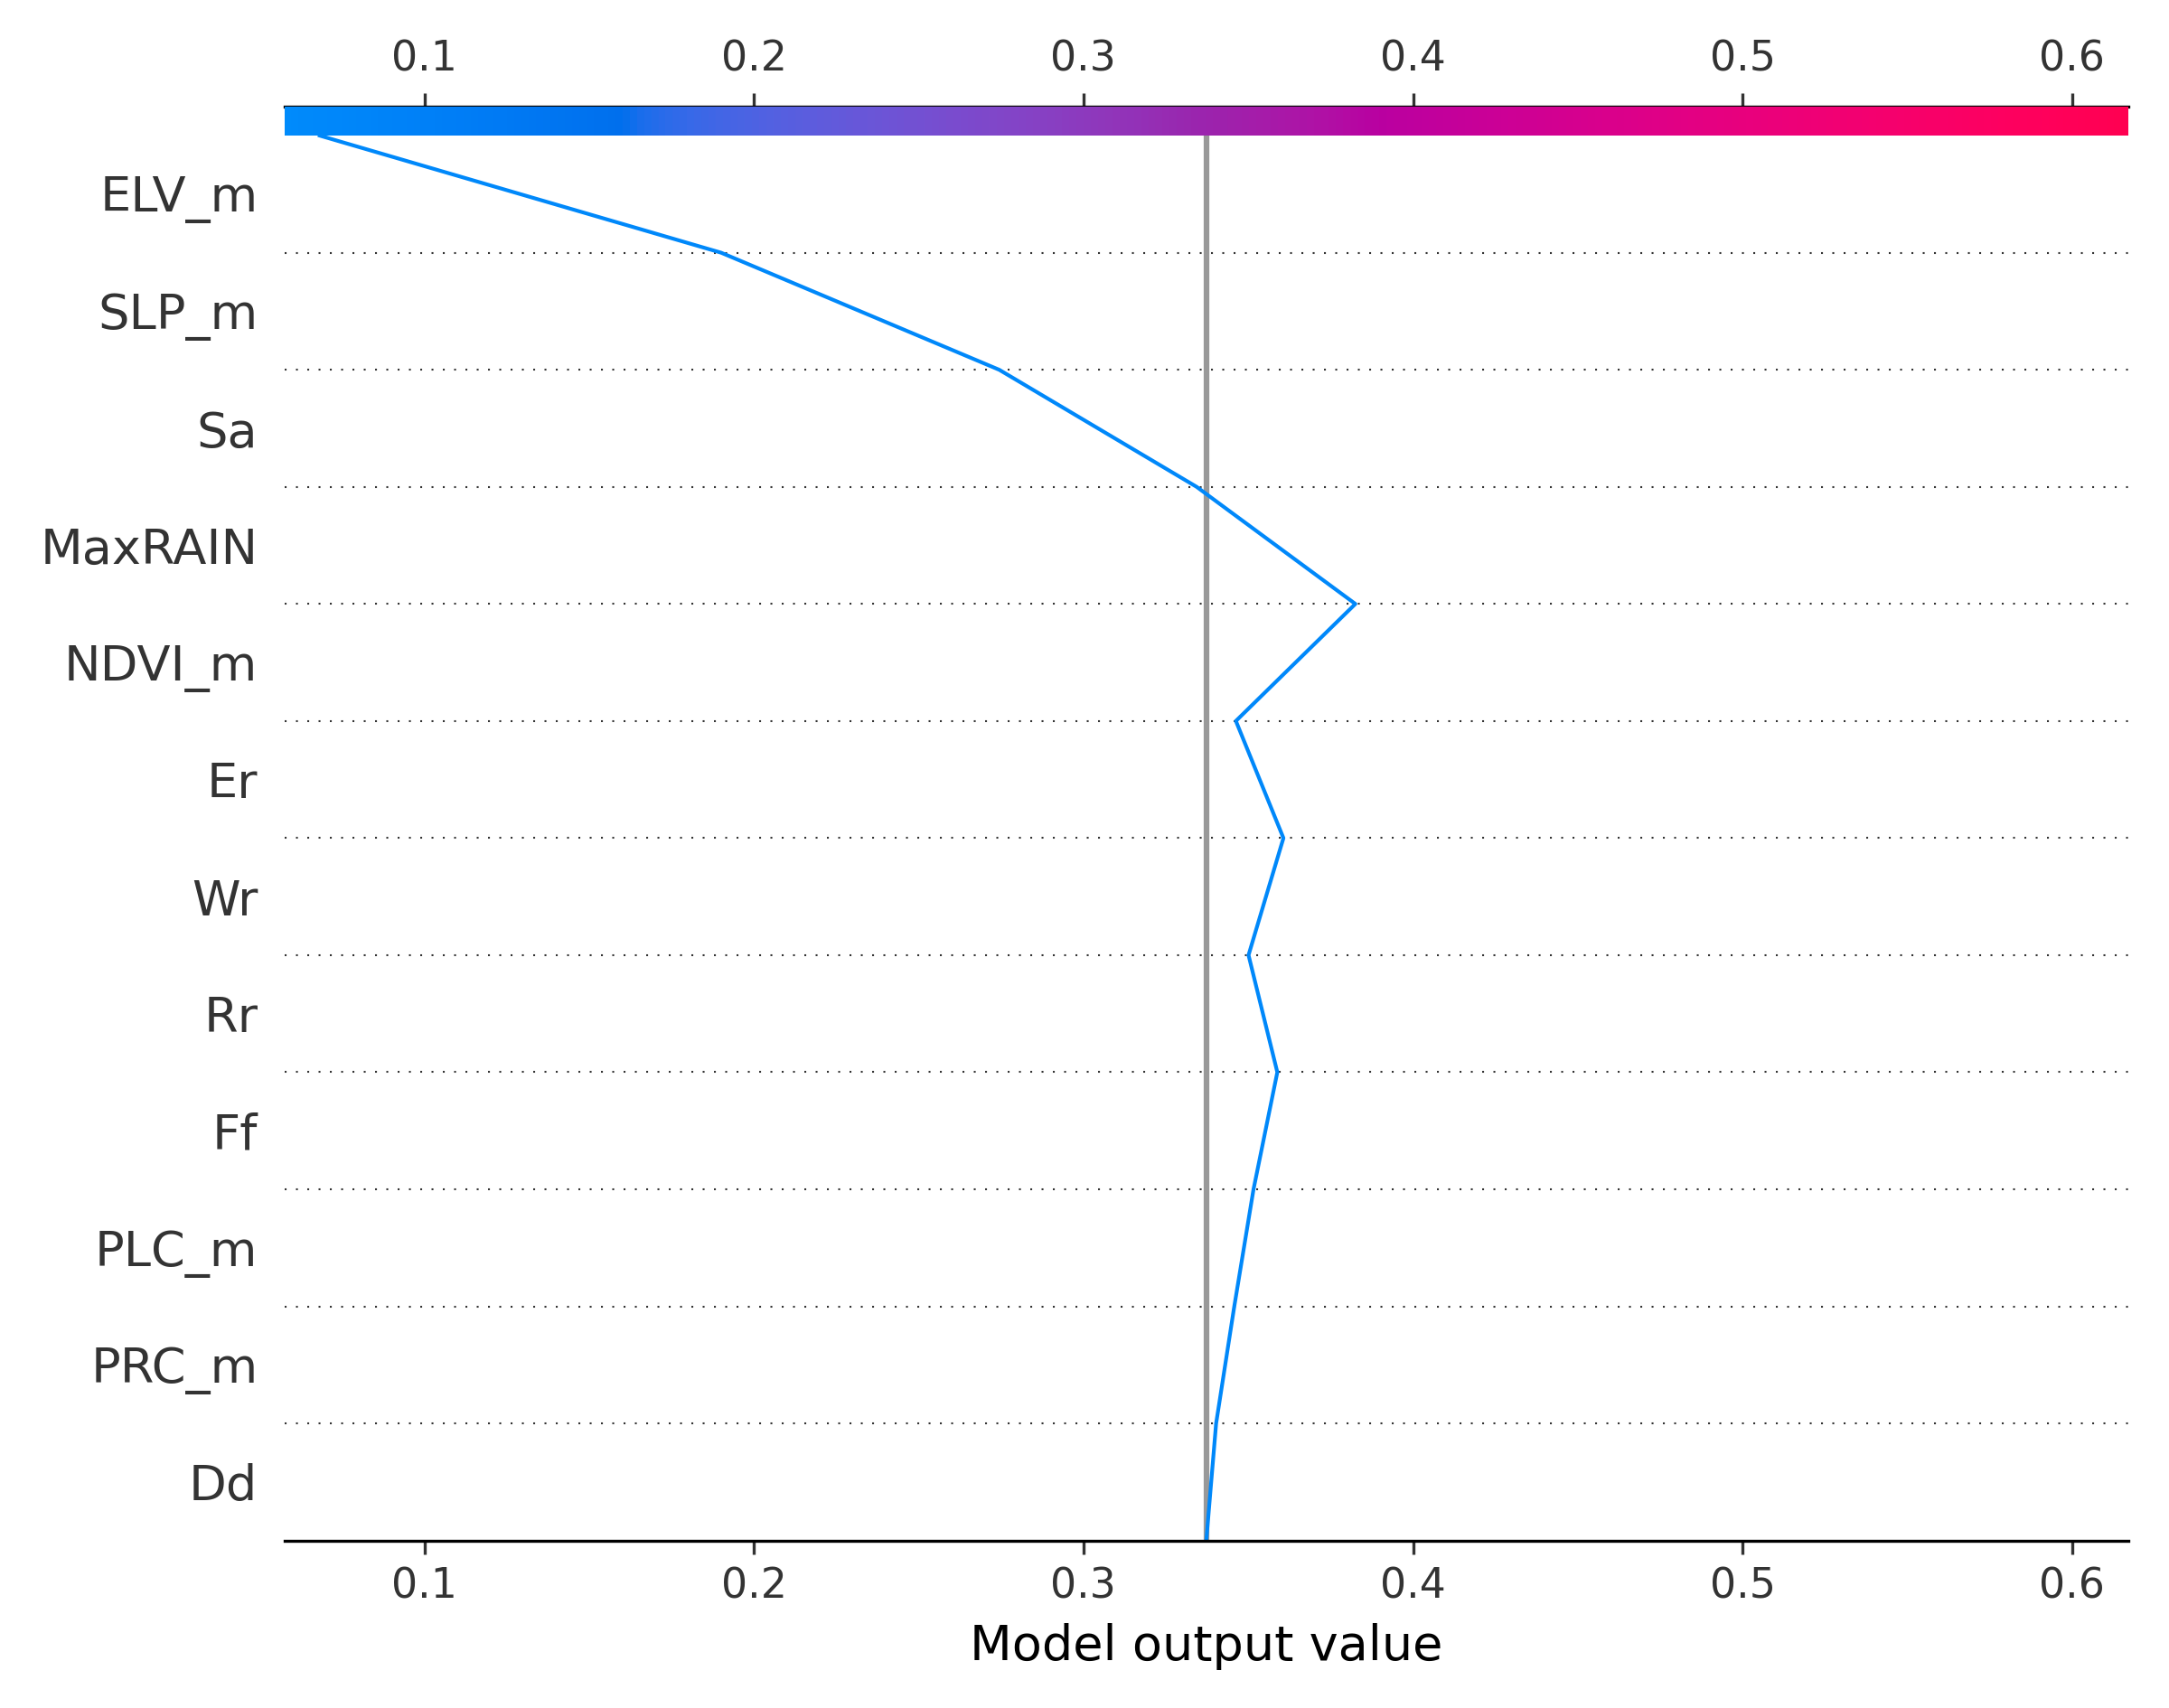 0.1 0.2 0.3 0.4 0.5 0.6
ELV_m
SLP_m
Sa
MaxRAIN
NDVI_m
Er
Wr
Rr
Ff
PLC_m
PRC_m
Dd
0.1 0.2 0.3 0.4 0.5 0.6
Model output value